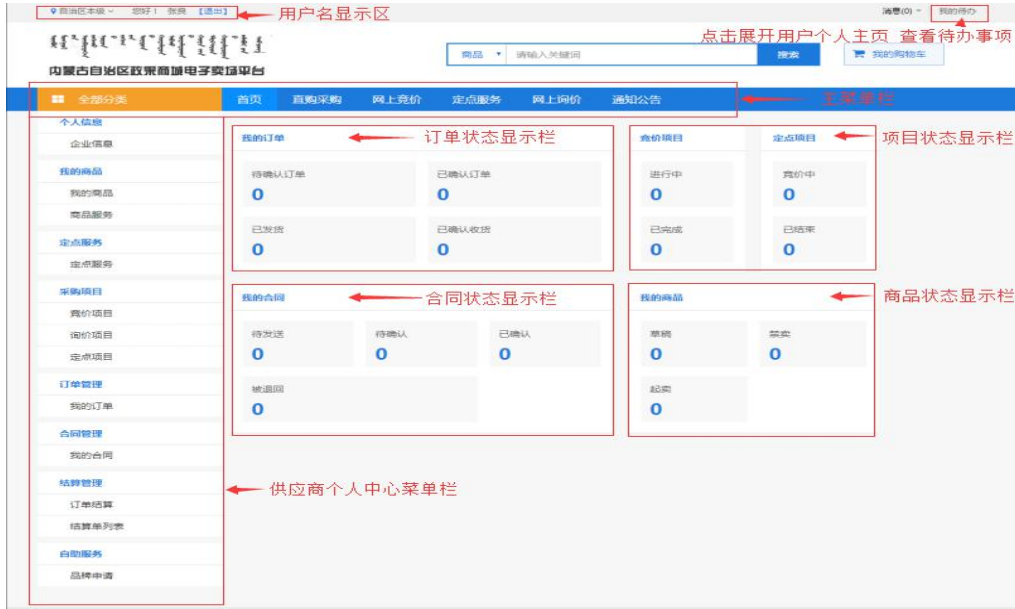 自治区本级 您好！ 张亮 【退出】 用户名显示区 消息(0) 我的待办
点击展开用户个人主页 查看待办事项
商品 请输入关键词 搜索 我的购物车
内蒙古自治区政采商城电子卖场平台
全部分类 首页 直购采购 网上竞价 定点服务 网上询价 通知公告 主菜单栏
个人信息
企业信息
我的商品
我的商品
商品服务
定点服务
定点服务
采购项目
竞价项目
询价项目
定点项目
订单管理
我的订单
合同管理
我的合同
结算管理
订单结算
结算单列表
自助服务
品牌申请
供应商个人中心菜单栏
我的订单 订单状态显示栏
待确认订单 已确认订单
0 0
已发货 已确认收货
0 0
竞价项目 定点项目 项目状态显示栏
进行中 竞价中
0 0
已完成 已结束
0 0
我的合同 合同状态显示栏
待发送 待确认 已确认
0 0 0
被退回
0
我的商品 商品状态显示栏
草稿 禁卖
0 0
起卖
0